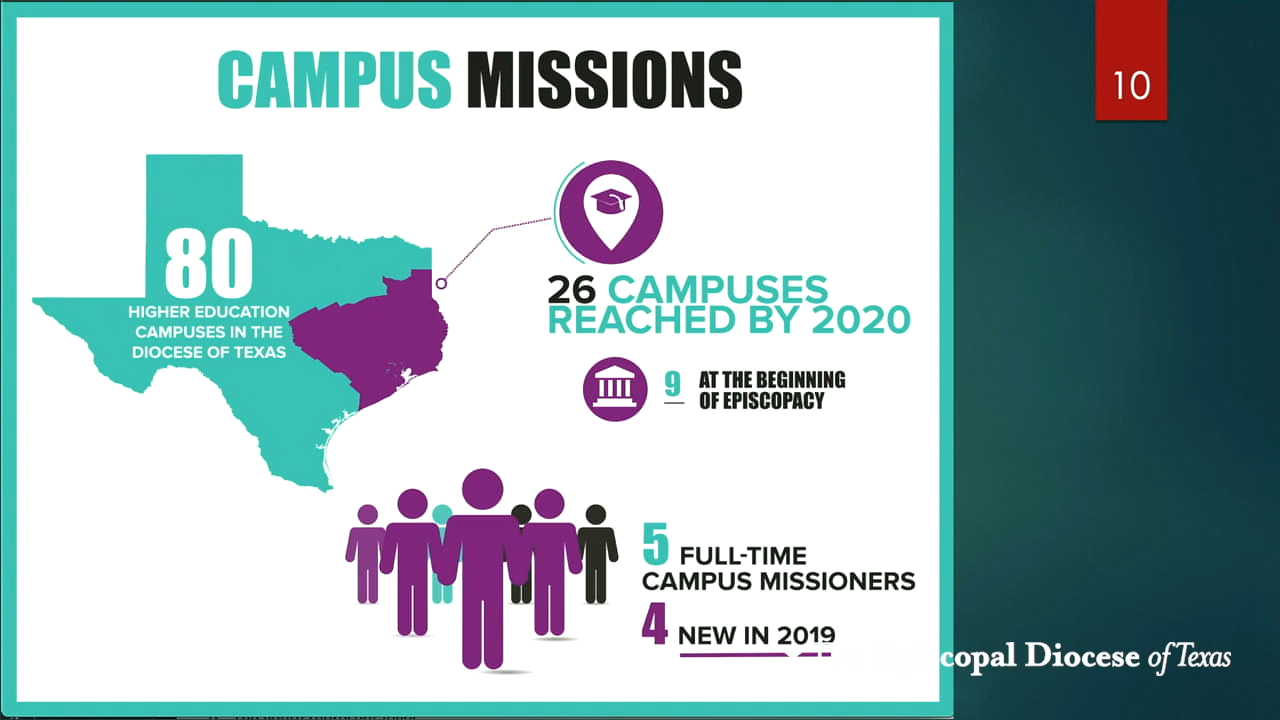 CAMPUS MISSIONS
10
80
HIGHER EDUCATION
CAMPUSES IN THE
DIOCESE OF TEXAS
26 CAMPUSES
REACHED BY 2020
9 AT THE BEGINNING
OF EPISCOPACY
5 FULL-TIME
CAMPUS MISSIONERS
4 NEW IN 2019
copal Diocese of Texas